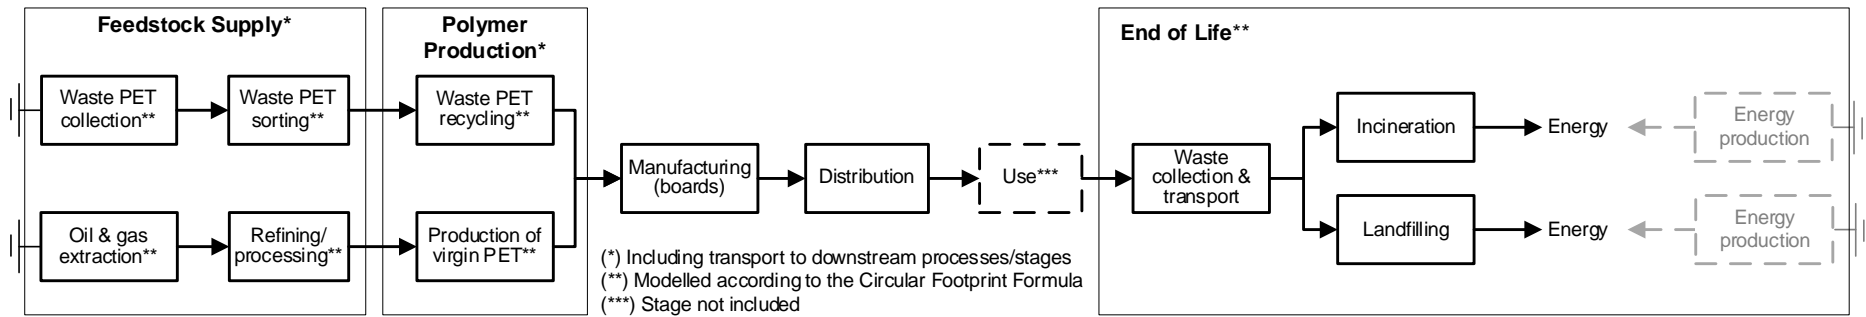 Feedstock Supply*
Waste PET
collection**
Waste PET
sorting**
Oil & gas
extraction**
Refining/
processing**
Polymer
Production*
Waste PET
recycling**
Production of
virgin PET**
Manufacturing
(boards)
Distribution
Use***
(*) Including transport to downstream processes/stages
(**) Modelled according to the Circular Footprint Formula
(***) Stage not included
End of Life**
Waste
collection &
transport
Incineration
Energy
Energy
production
Landfilling
Energy
Energy
production